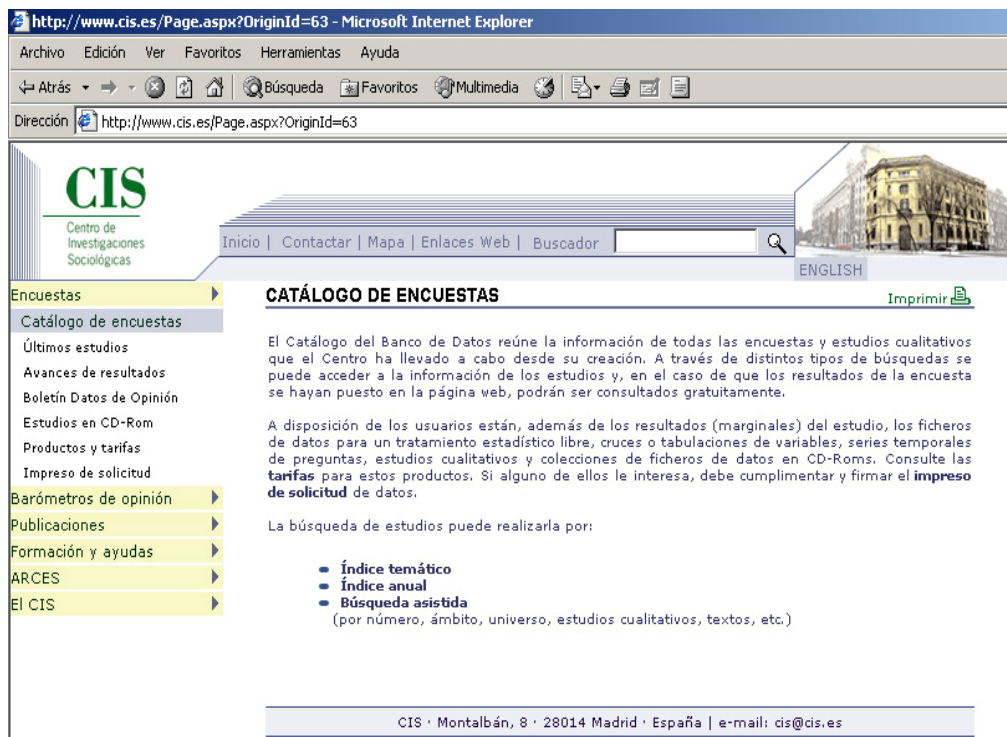 http://www.cis.es/Page.aspx?OriginId=63 - Microsoft Internet Explorer
Archivo Edición Ver Favoritos Herramientas Ayuda
Atrás Búsqueda Favoritos Multimedia
Dirección http://www.cis.es/Page.aspx?OriginId=63
CIS
Centro de
Investigaciones
Sociológicas
Inicio | Contactar | Mapa | Enlaces Web | Buscador
ENGLISH
Encuestas
Catálogo de encuestas
Últimos estudios
Avances de resultados
Boletín Datos de Opinión
Estudios en CD-Rom
Productos y tarifas
Impreso de solicitud
Barómetros de opinión
Publicaciones
Formación y ayudas
ARCES
El CIS
CATÁLOGO DE ENCUESTAS
Imprimir
El Catálogo del Banco de Datos reúne la información de todas las encuestas y estudios cualitativos
que el Centro ha llevado a cabo desde su creación. A través de distintos tipos de búsquedas se
puede acceder a la información de los estudios y, en el caso de que los resultados de la encuesta
se hayan puesto en la página web, podrán ser consultados gratuitamente.
A disposición de los usuarios están, además de los resultados (marginales) del estudio, los ficheros
de datos para un tratamiento estadístico libre, cruces o tabulaciones de variables, series temporales
de preguntas, estudios cualitativos y colecciones de ficheros de datos en CD-Roms. Consulte las
tarifas para estos productos. Si alguno de ellos le interesa, debe cumplimentar y firmar el impreso
de solicitud de datos.
La búsqueda de estudios puede realizarla por:
Índice temático
Índice anual
Búsqueda asistida
(por número, ámbito, universo, estudios cualitativos, textos, etc.)
CIS · Montalbán, 8 · 28014 Madrid · España | e-mail: cis@cis.es